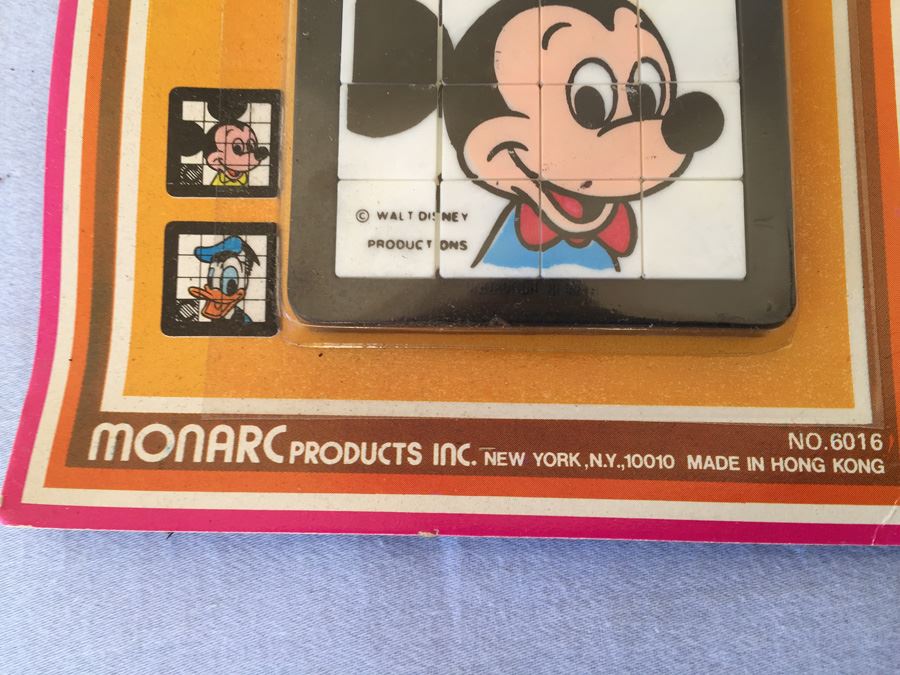 © WALT DISNEY
PRODUCTIONS
NO.6016
MONARC PRODUCTS INC. NEW YORK, N.Y., 10010 MADE IN HONG KONG